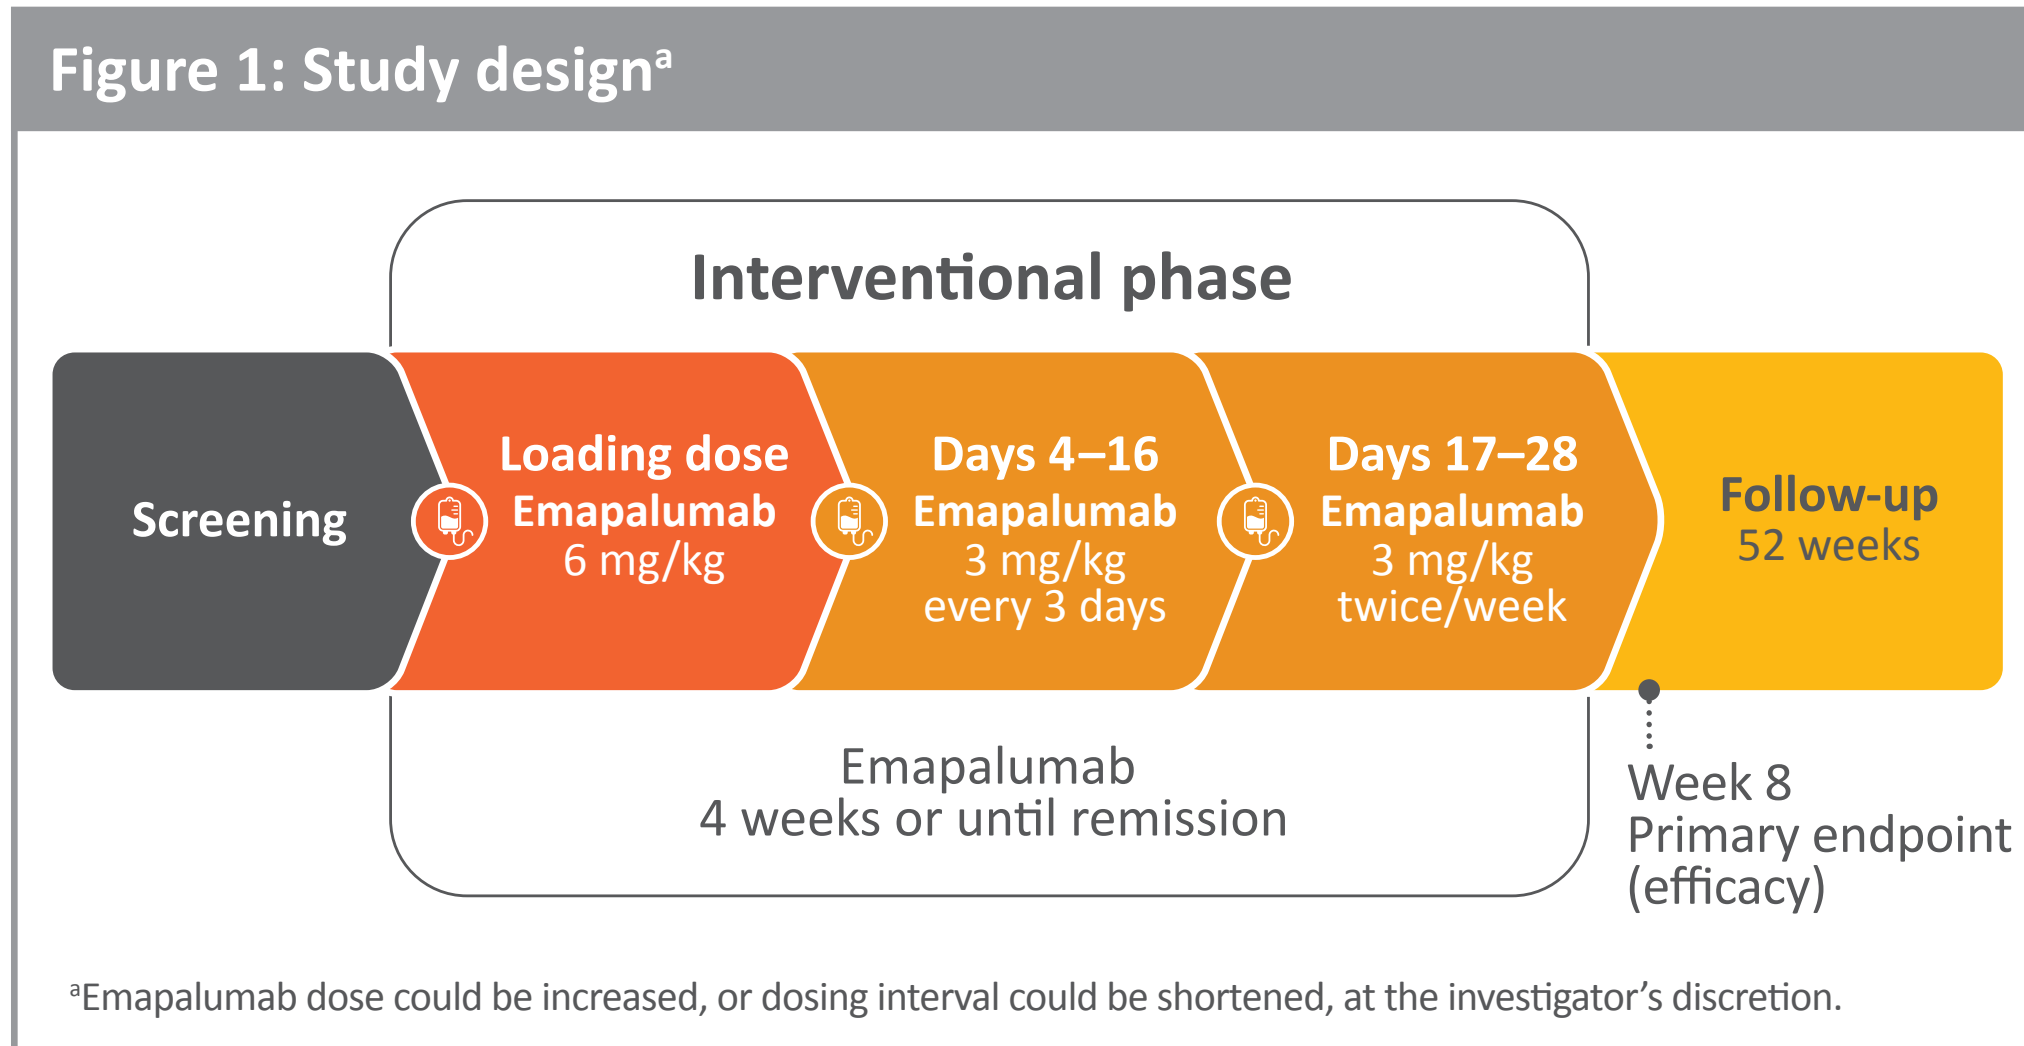 Figure 1: Study designᵃ
Interventional phase
Screening
Loading dose
Emapalumab
6 mg/kg
Days 4–16
Emapalumab
3 mg/kg
every 3 days
Days 17–28
Emapalumab
3 mg/kg
twice/week
Follow-up
52 weeks
Emapalumab
4 weeks or until remission
Week 8
Primary endpoint
(efficacy)
ᵃEmapalumab dose could be increased, or dosing interval could be shortened, at the investigator’s discretion.